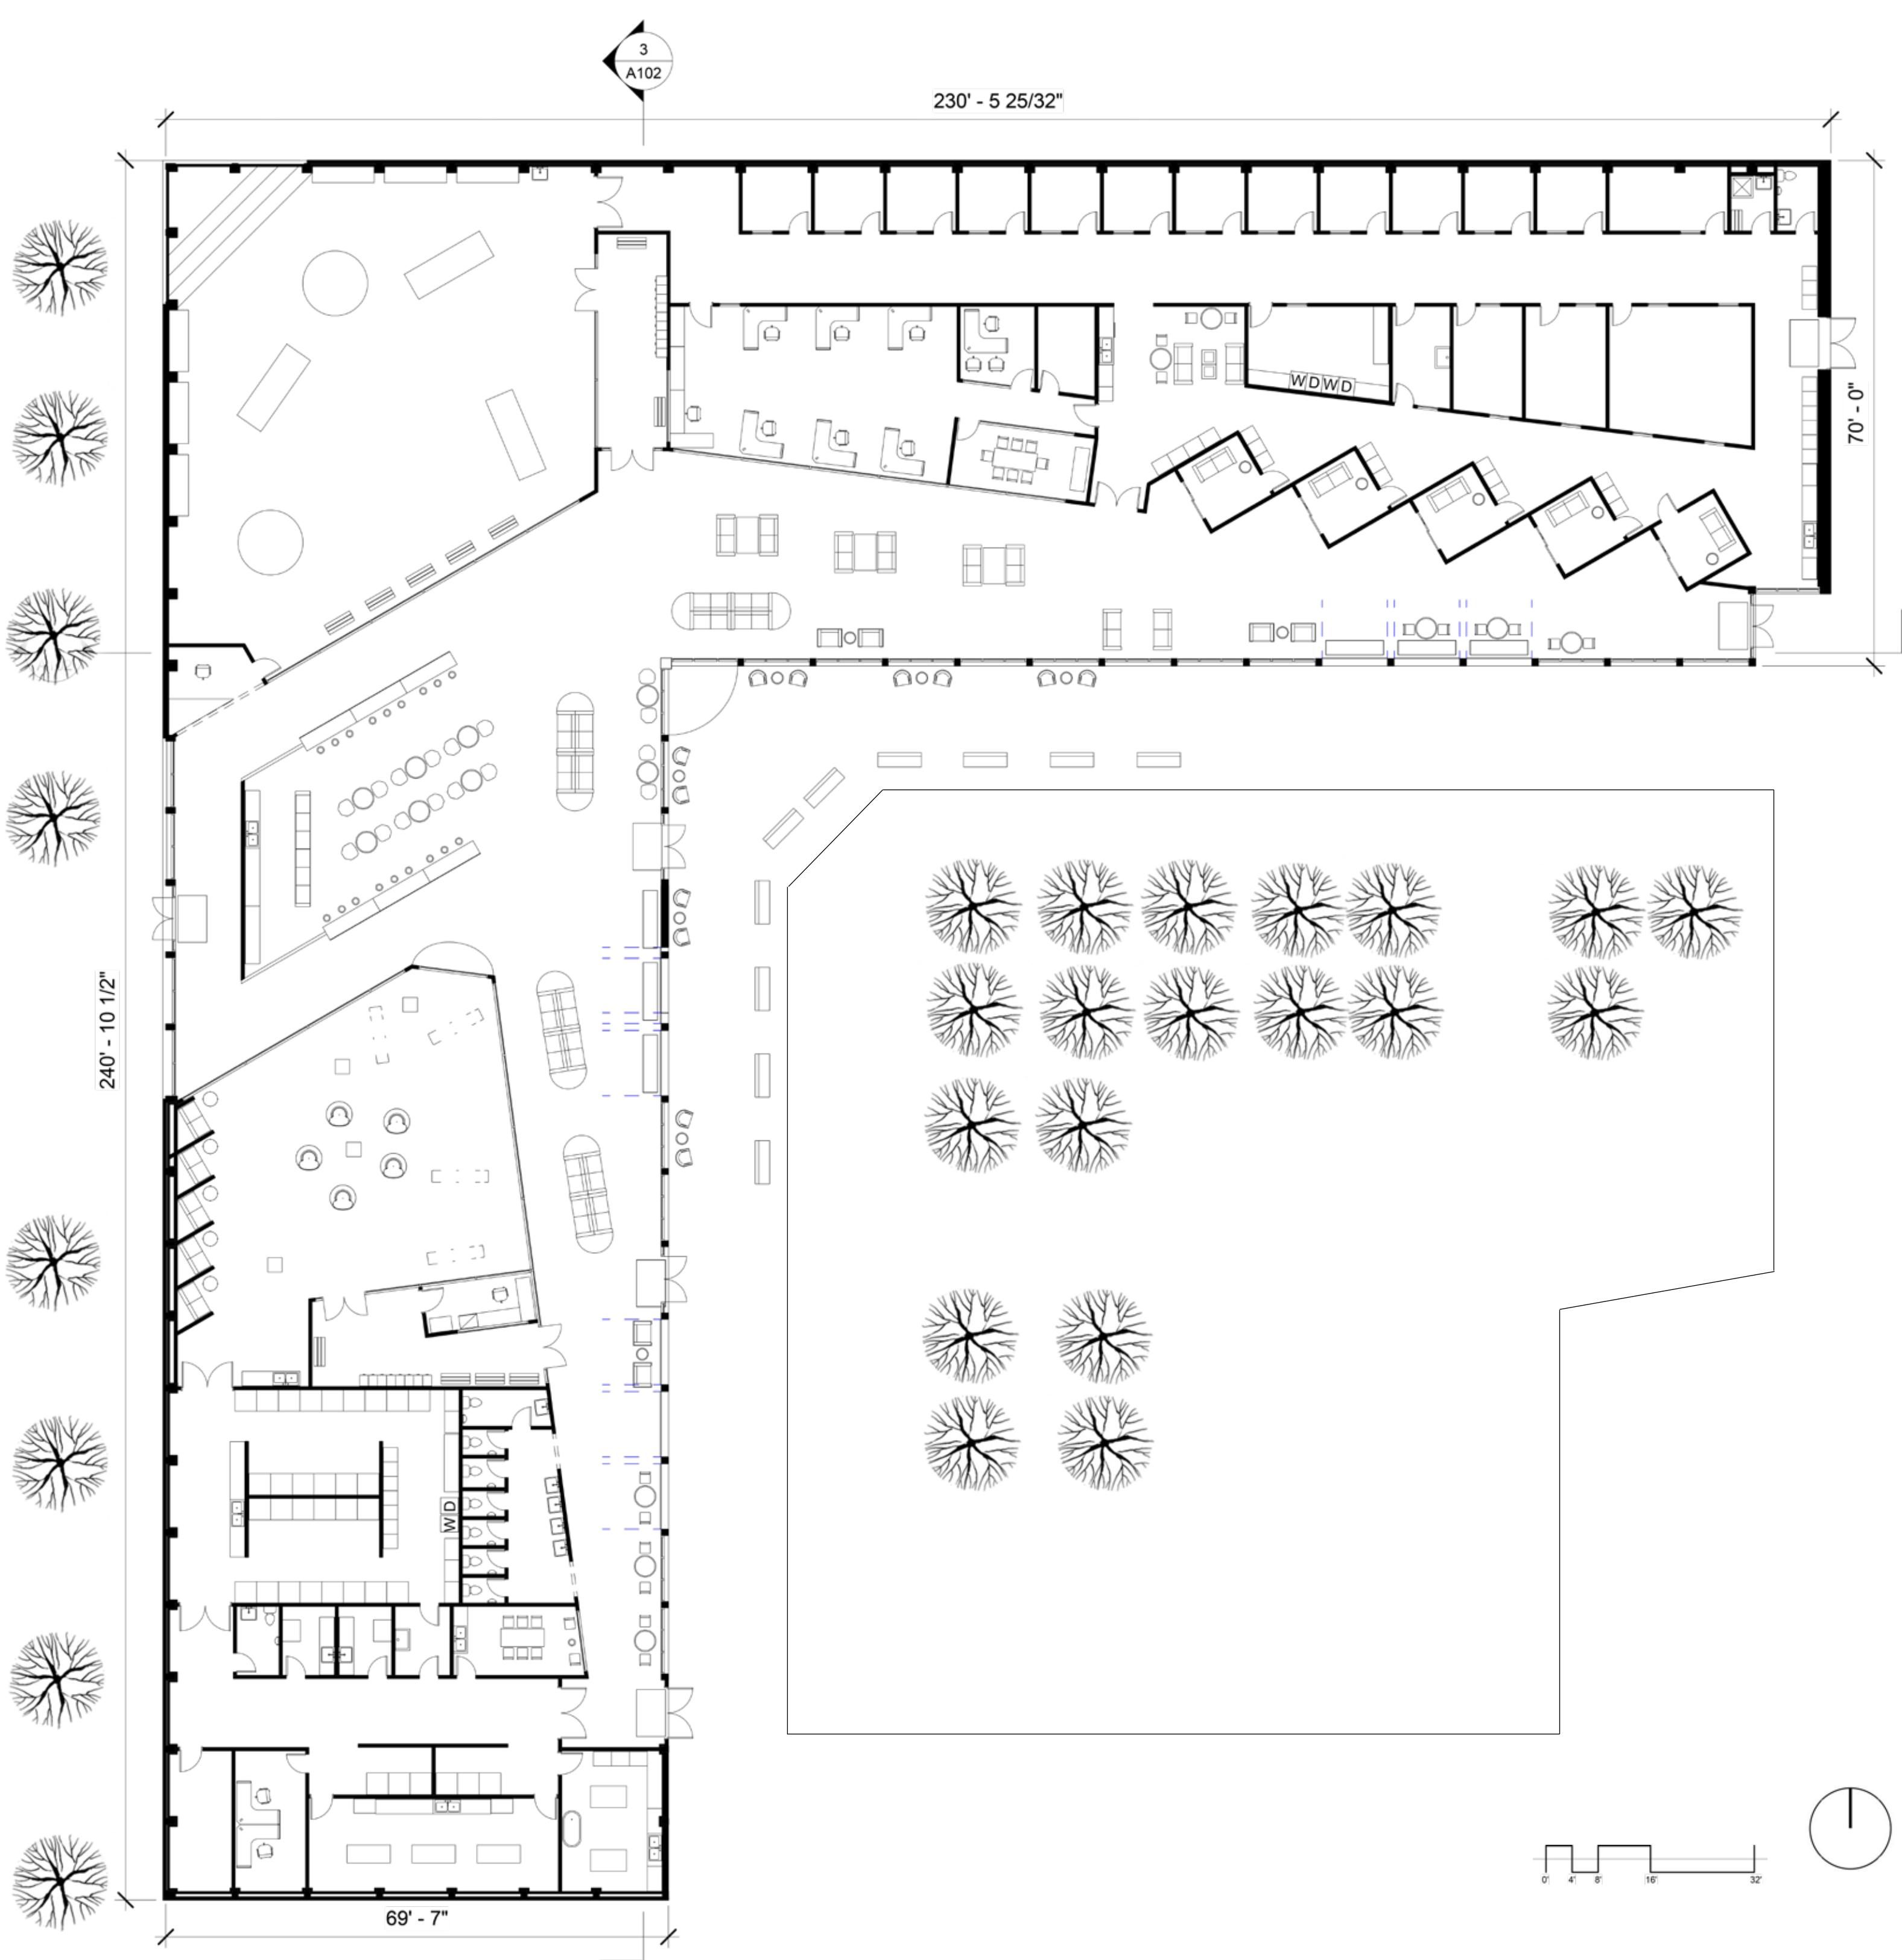 3
A102
230' - 5 25/32"
WDWD
70' - 0"
240' - 10 1/2"
WD
0' 4' 8' 16' 32'
69' - 7"